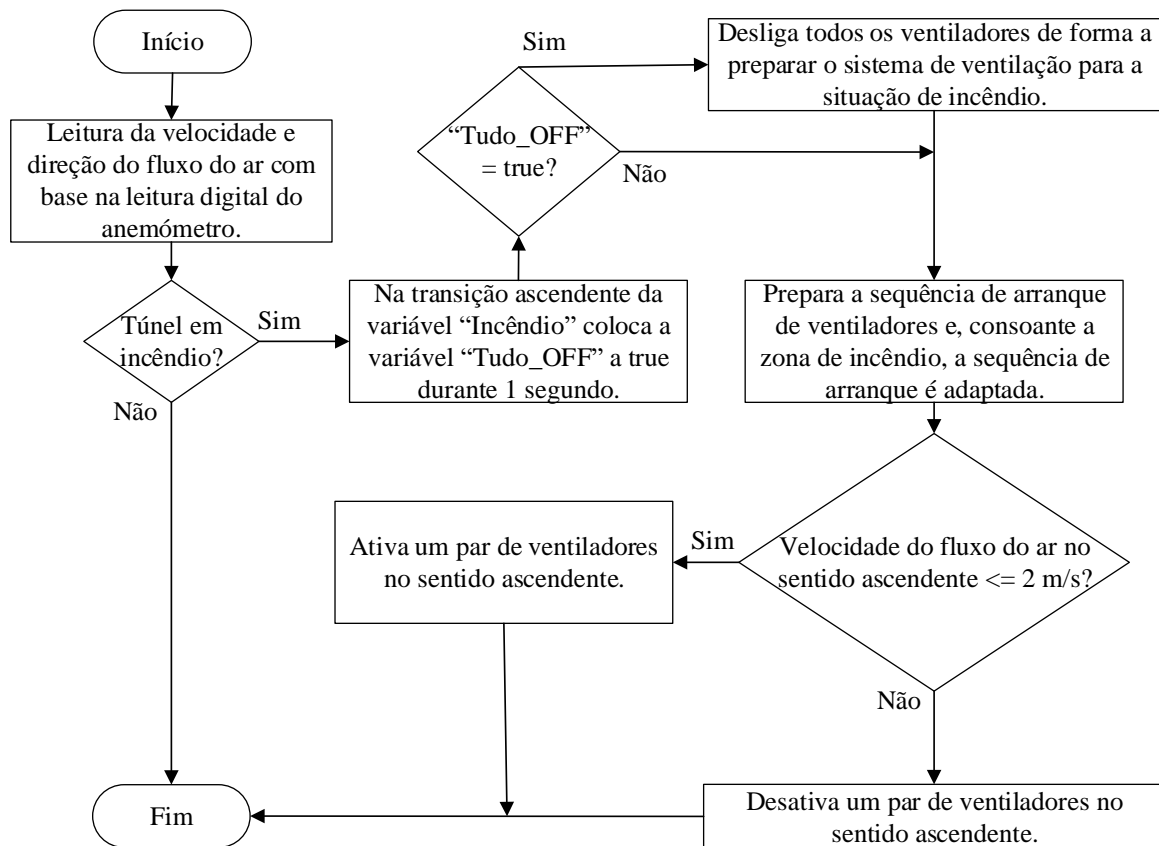 Início
Leitura da velocidade e
direção do fluxo do ar com
base na leitura digital do
anemómetro.
Túnel em
incêndio?
Sim
Não
Na transição ascendente da
variável “Incêndio” coloca a
variável “Tudo_OFF” a true
durante 1 segundo.
“Tudo_OFF”
= true?
Sim
Não
Desliga todos os ventiladores de forma a
preparar o sistema de ventilação para a
situação de incêndio.
Prepara a sequência de arranque
de ventiladores e, consoante a
zona de incêndio, a sequência de
arranque é adaptada.
Velocidade do fluxo do ar no
sentido ascendente <= 2 m/s?
Sim
Não
Ativa um par de ventiladores
no sentido ascendente.
Desativa um par de ventiladores no
sentido ascendente.
Fim